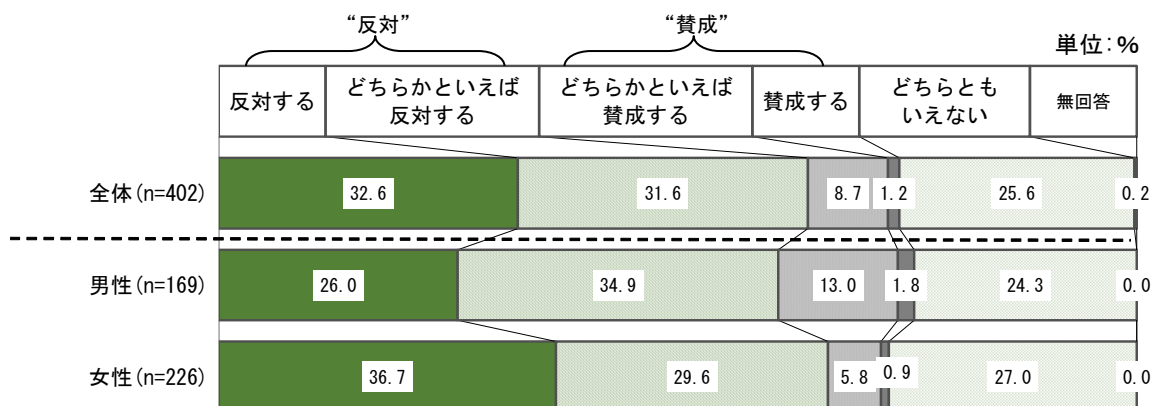 “反対”
“賛成”
単位：%
反対する
どちらかといえば
反対する
どちらかといえば
賛成する
賛成する
どちらとも
いえない
無回答
全体(n=402)
32.6
31.6
8.7
1.2
25.6
0.2
男性(n=169)
26.0
34.9
13.0
1.8
24.3
0.0
女性(n=226)
36.7
29.6
5.8
0.9
27.0
0.0